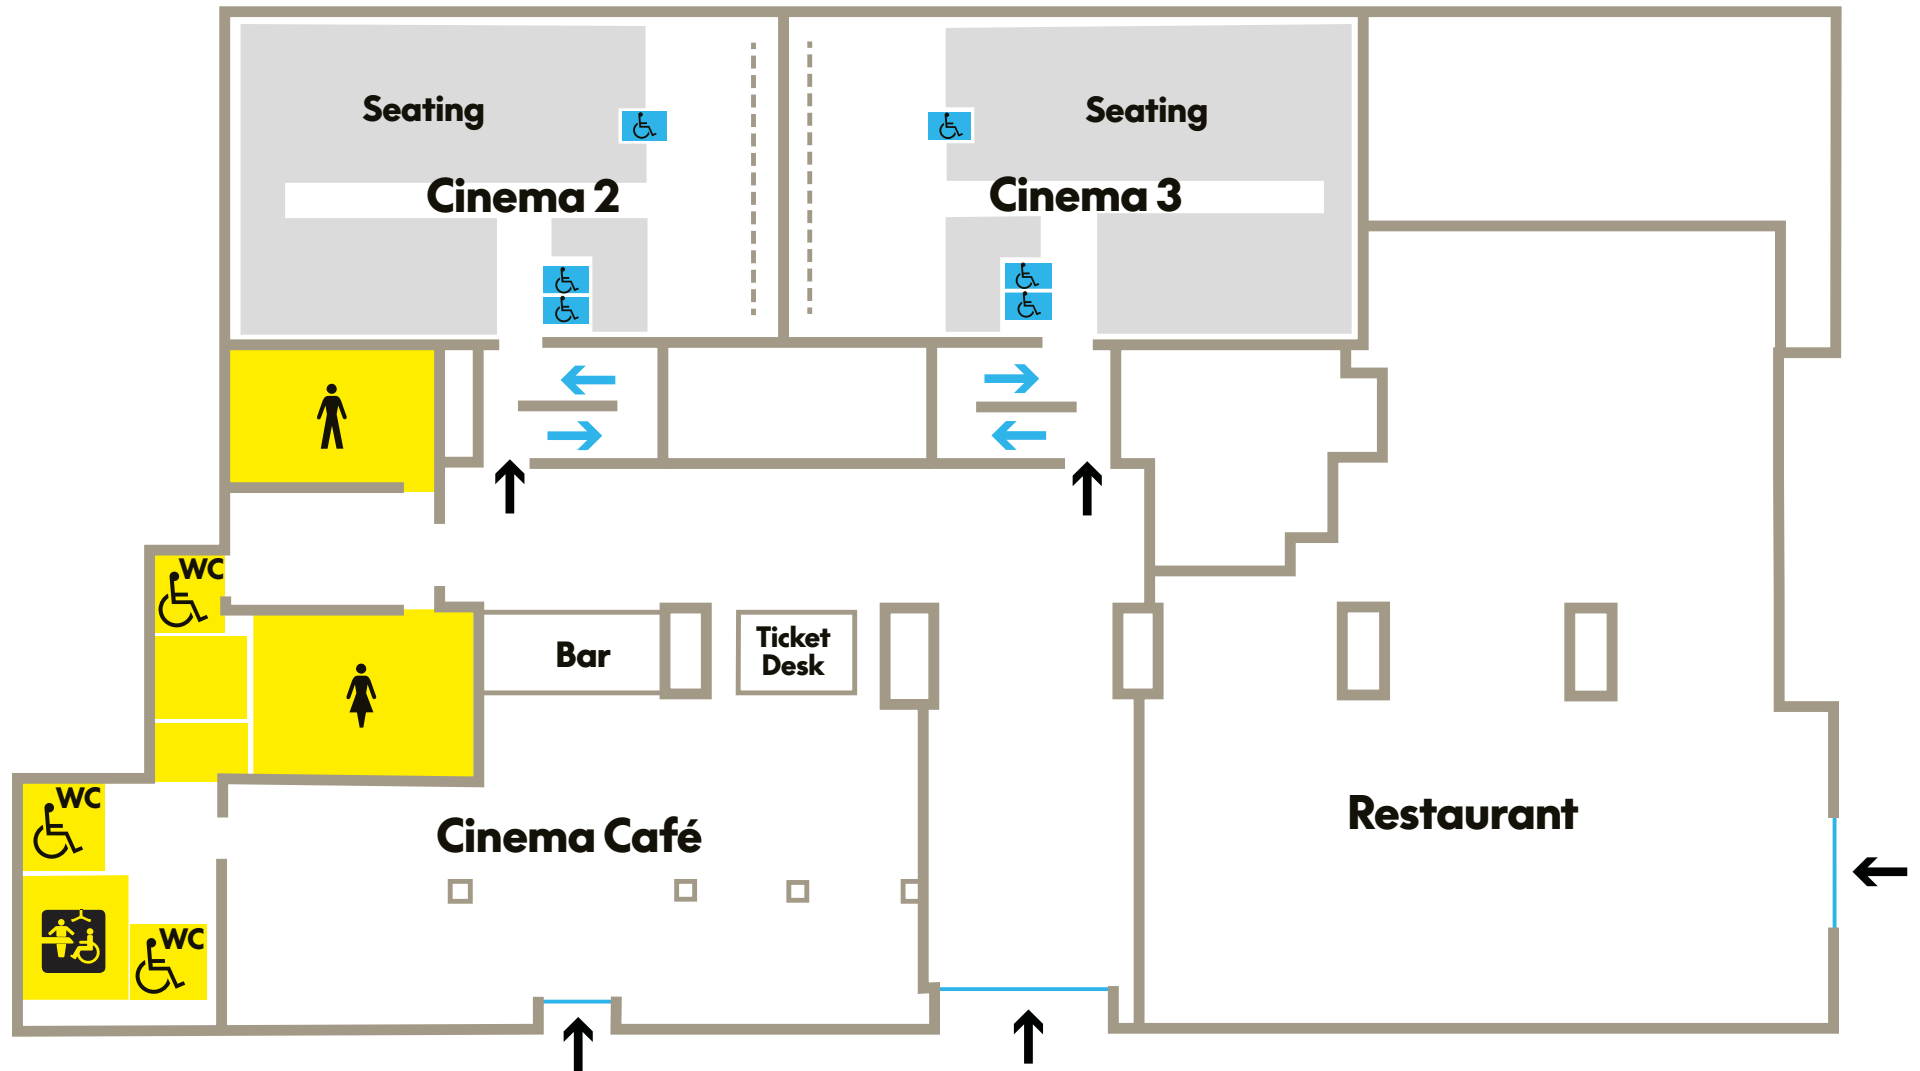 Seating
Seating
Cinema 2
Cinema 3
WC
Bar
Ticket
Desk
WC
Cinema Café
Restaurant
WC